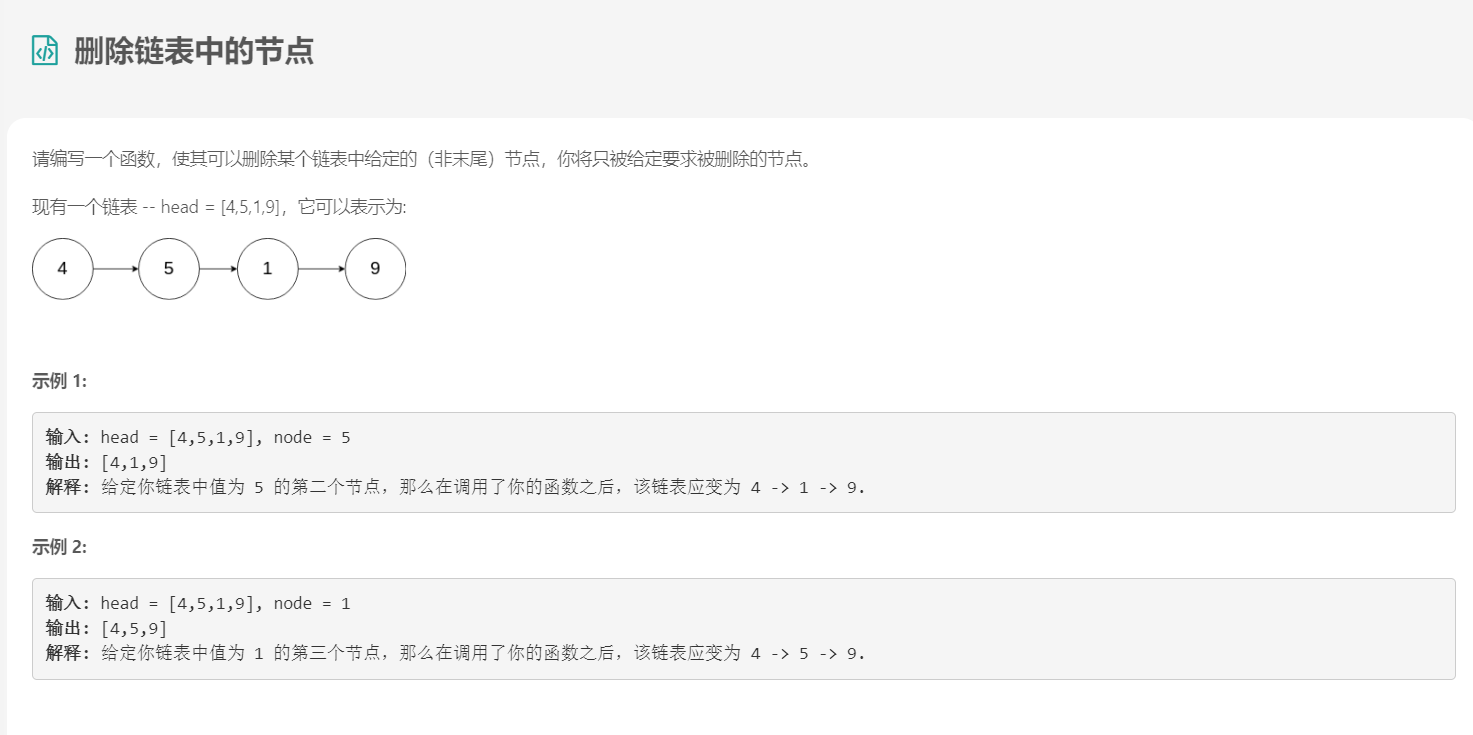 删除链表中的节点
请编写一个函数，使其可以删除某个链表中给定的（非末尾）节点，你将只被给定要求被删除的节点。
现有一个链表 -- head = [4,5,1,9]，它可以表示为:
4 5 1 9
示例 1:
输入: head = [4,5,1,9], node = 5
输出: [4,1,9]
解释: 给定你链表中值为 5 的第二个节点，那么在调用了你的函数之后，该链表应变为 4 -> 1 -> 9.
示例 2:
输入: head = [4,5,1,9], node = 1
输出: [4,5,9]
解释: 给定你链表中值为 1 的第三个节点，那么在调用了你的函数之后，该链表应变为 4 -> 5 -> 9.